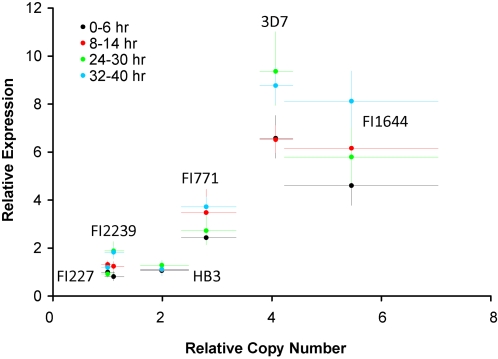 12
10
8
6
4
2
0
Relative Expression
0-6 hr
8-14 hr
24-30 hr
32-40 hr
3D7
FI1644
FI771
FI2239
FI227
HB3
0 2 4 6 8
Relative Copy Number